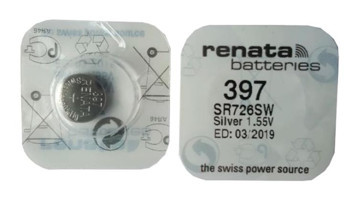 renata
batteries
397
SR726SW
Silver 1.55V
ED: 03/2019
the swiss power source